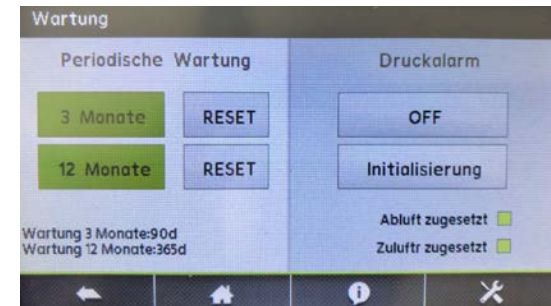 Wartung
Periodische Wartung
3 Monate RESET
12 Monate RESET
Wartung 3 Monate:90d
Wartung 12 Monate:365d
Druckalarm
OFF
Initialisierung
Abluft zugesetzt
Zuluftr zugesetzt